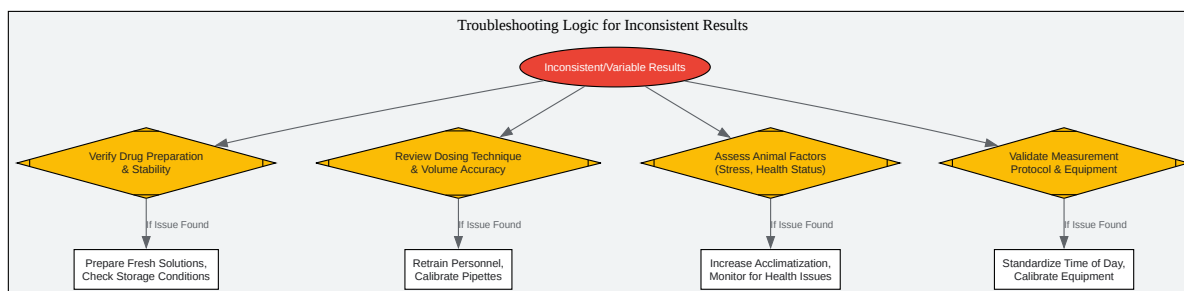 Troubleshooting Logic for Inconsistent Results
Inconsistent/Variable Results
Verify Drug Preparation
& Stability
Review Dosing Technique
& Volume Accuracy
Assess Animal Factors
(Stress, Health Status)
Validate Measurement
Protocol & Equipment
If Issue Found
If Issue Found
If Issue Found
If Issue Found
Prepare Fresh Solutions,
Check Storage Conditions
Retrain Personnel,
Calibrate Pipettes
Increase Acclimatization,
Monitor for Health Issues
Standardize Time of Day,
Calibrate Equipment